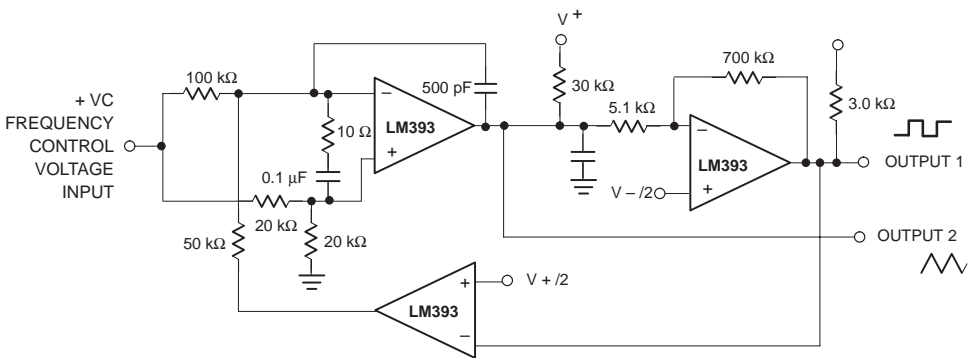 V +
+ VC
FREQUENCY
CONTROL
VOLTAGE
INPUT
100 kΩ
500 pF
30 kΩ
700 kΩ
3.0 kΩ
5.1 kΩ
10 Ω
−
LM393
+
−
LM393
+
OUTPUT 1
0.1 μF
V − /2
20 kΩ
20 kΩ
50 kΩ
OUTPUT 2
+
LM393
−
V + /2